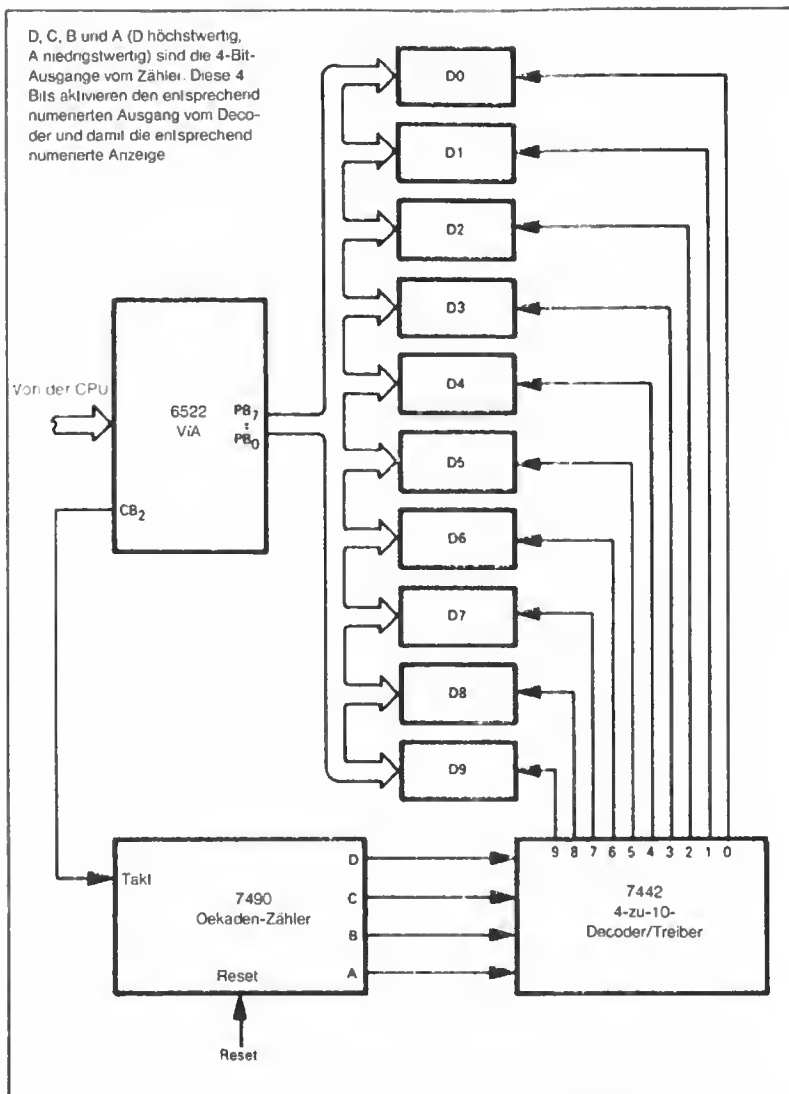 D, C, B und A (D höchstwertig,
A niedrigstwertig) sind die 4-Bit-
Ausgange vom Zähler. Diese 4
Bits aktivieren den entsprechend
numerierten Ausgang vom Deco-
der und damit die entsprechend
numerierte Anzeige
D0
D1
D2
D3
D4
D5
D6
D7
D8
D9
Von der CPU
6522
VIA
PB7
:
PB0
CB2
9 8 7 6 5 4 3 2 1 0
Takt
7490
Oekaden-Zähler
Reset
D
C
B
A
7442
4-zu-10-
Decoder/Treiber
Reset